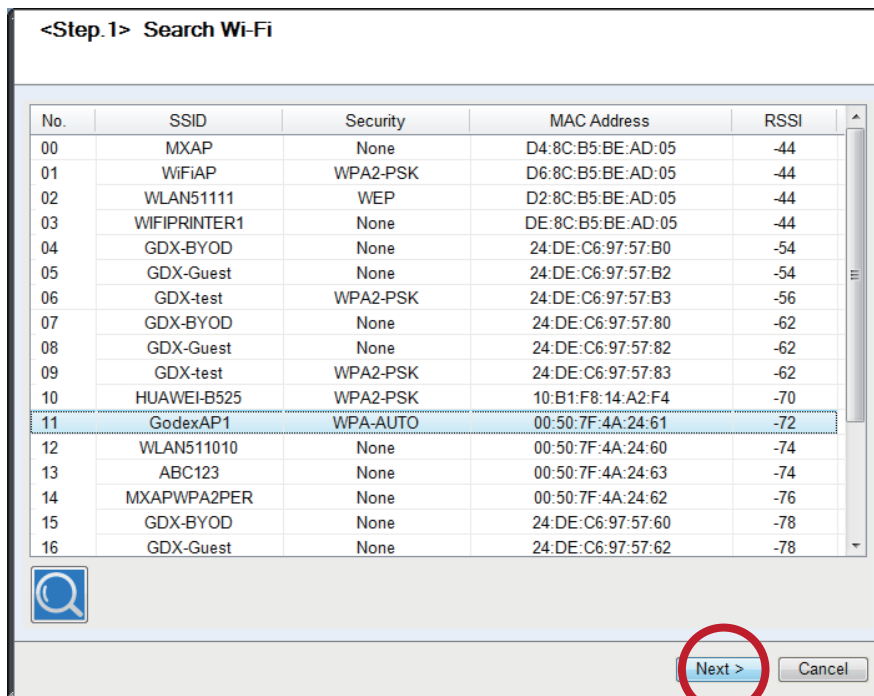 <Step.1> Search Wi-Fi
No. SSID Security MAC Address RSSI
00 MXAP None D4:8C:B5:BE:AD:05 -44
01 WiFiAP WPA2-PSK D6:8C:B5:BE:AD:05 -44
02 WLAN51111 WEP D2:8C:B5:BE:AD:05 -44
03 WIFIPRINTER1 None DE:8C:B5:BE:AD:05 -44
04 GDX-BYOD None 24:DE:C6:97:57:B0 -54
05 GDX-Guest None 24:DE:C6:97:57:B2 -54
06 GDX-test WPA2-PSK 24:DE:C6:97:57:B3 -56
07 GDX-BYOD None 24:DE:C6:97:57:80 -62
08 GDX-Guest None 24:DE:C6:97:57:82 -62
09 GDX-test WPA2-PSK 24:DE:C6:97:57:83 -62
10 HUAWEI-B525 WPA2-PSK 10:B1:F8:14:A2:F4 -70
11 GodexAP1 WPA-AUTO 00:50:7F:4A:24:61 -72
12 WLAN511010 None 00:50:7F:4A:24:60 -74
13 ABC123 None 00:50:7F:4A:24:63 -74
14 MXAPWPA2PER None 00:50:7F:4A:24:62 -76
15 GDX-BYOD None 24:DE:C6:97:57:60 -78
16 GDX-Guest None 24:DE:C6:97:57:62 -78
Next > Cancel